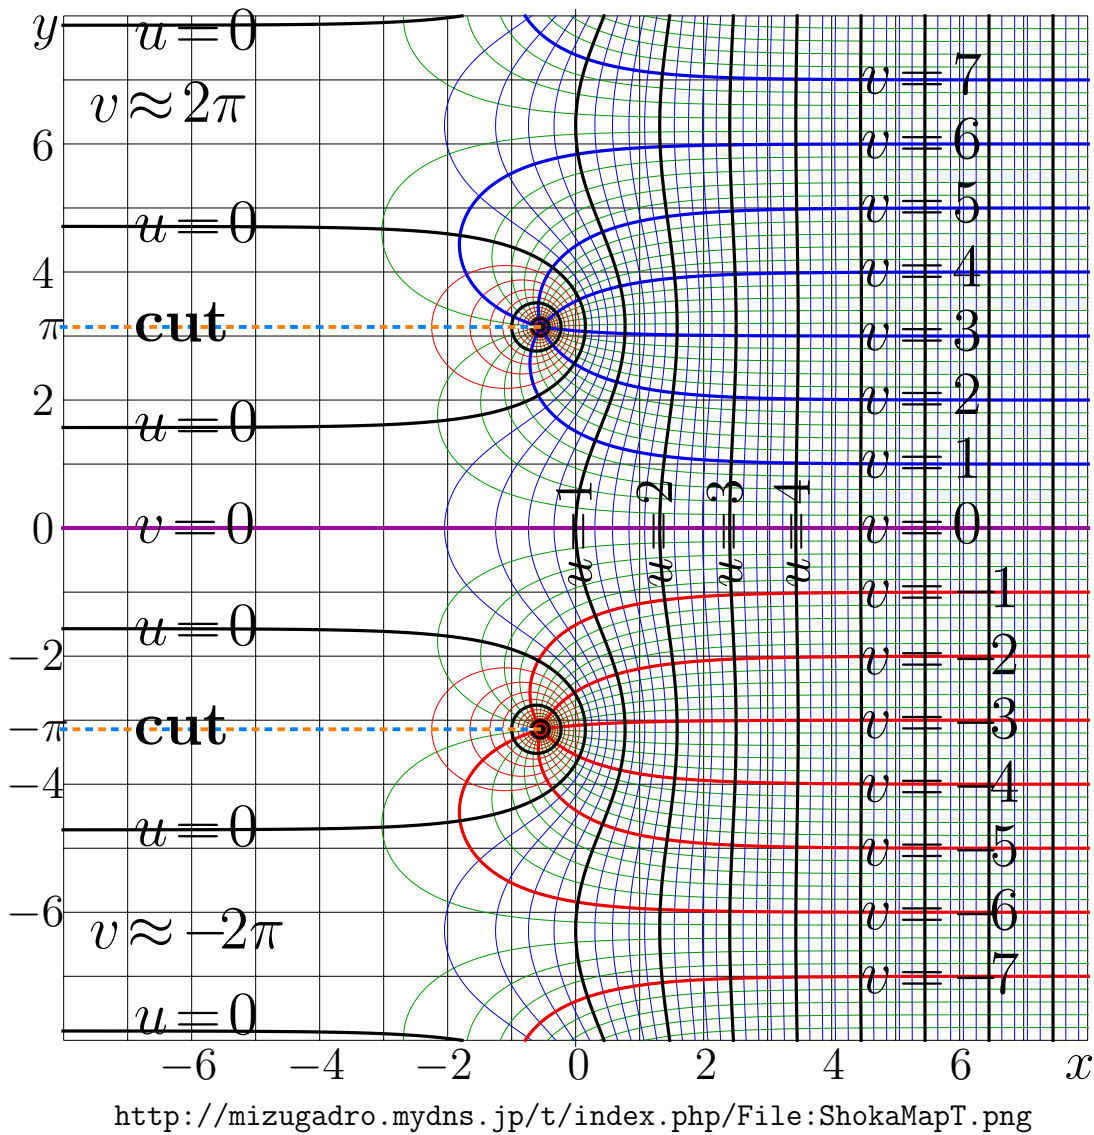 y
u=0
v=7
v≈2π
6
v=6
u=0
v=5
4
v=4
π
cut
v=3
2
v=2
u=0
v=1
u=1
u=2
u=3
u=4
0
v=0
v=0
v=−1
u=0
−2
v=−2
−π
cut
v=−3
−4
v=−4
u=0
v=−5
−6
v≈−2π
v=−6
v=−7
u=0
−6 −4 −2 0 2 4 6 x
http://mizugadro.mydns.jp/t/index.php/File:ShokaMapT.png